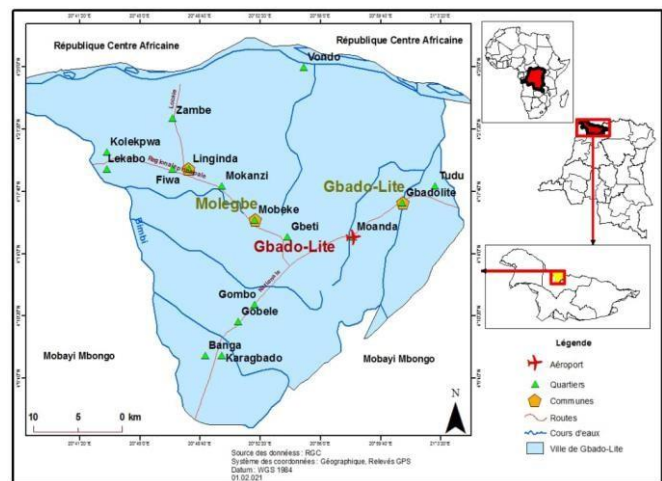 République Centre Africaine
République Centre Africaine
Vondo
Zambe
Kolekpwa
Lekabo
Linginda
Fiwa
Mokanzi
Molegbe
Mobeke
Gbado-Lite
Gbadolite
Tudu
Gbeti
Moanda
Gbado-Lite
Bimbi
Gombo
Gobele
Banga
Karagbado
Mobayi Mbongo
Mobayi Mbongo
10 5 0 km
N
Légende
Aéroport
Quartiers
Communes
Routes
Cours d'eaux
Ville de Gbado-Lite
Source des données : RGC
Système des coordonnées : Géographique, Relevés GPS
Datum : WGS 1984
01.02.021